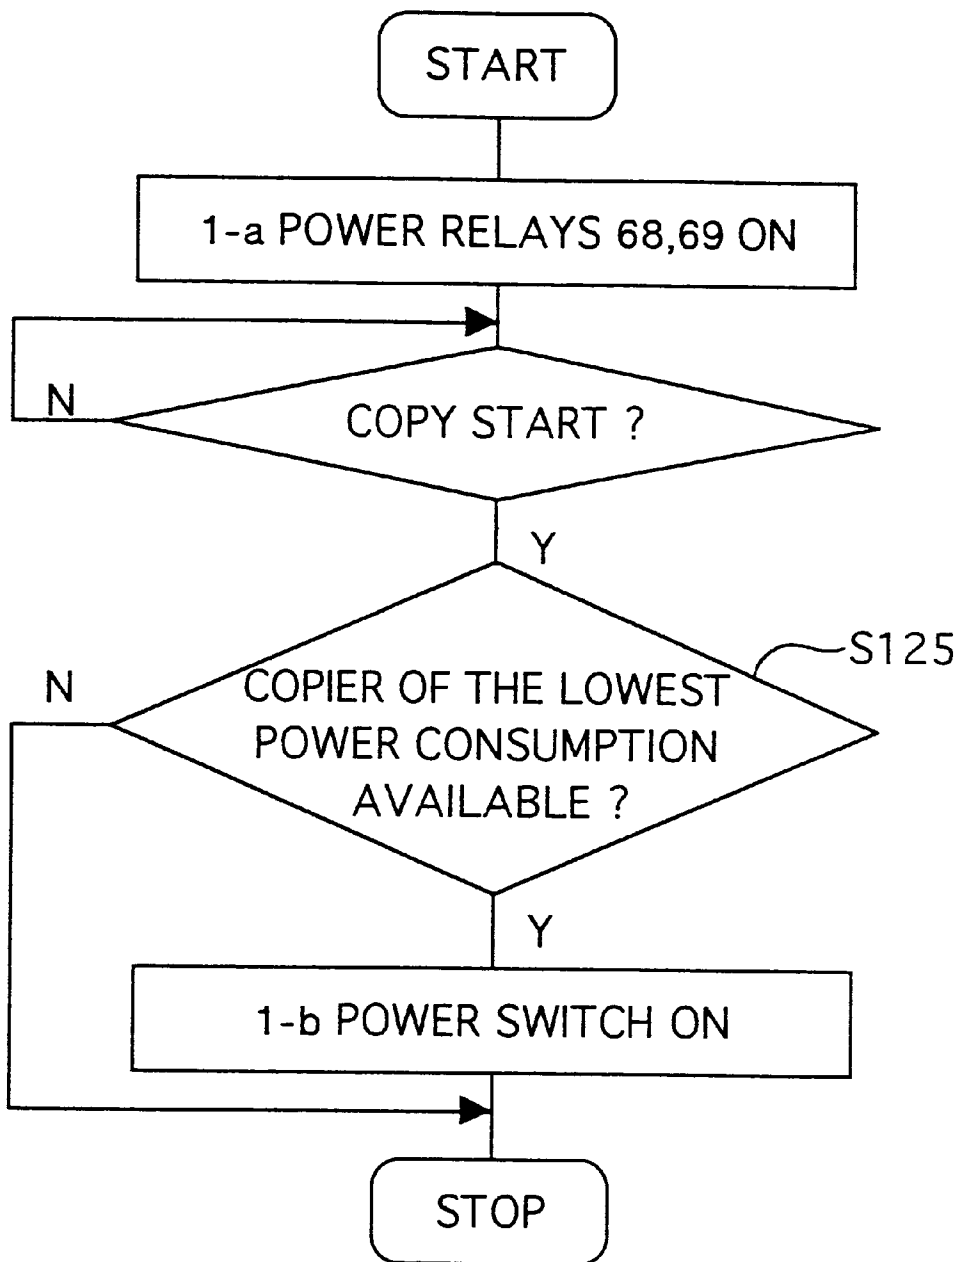 START
1-a POWER RELAYS 68,69 ON
N
COPY START ?
Y
S125
N
COPIER OF THE LOWEST
POWER CONSUMPTION
AVAILABLE ?
Y
1-b POWER SWITCH ON
STOP